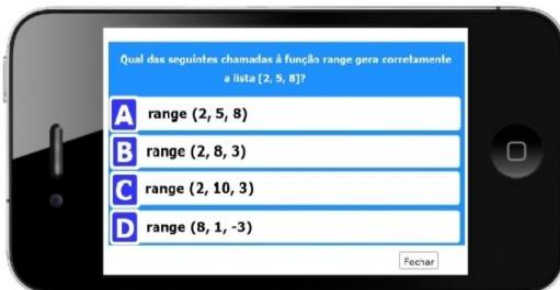 Qual das seguintes chamadas à função range gera corretamente
a lista [2, 5, 8]?
A range (2, 5, 8)
B range (2, 8, 3)
C range (2, 10, 3)
D range (8, 1, -3)
Fechar